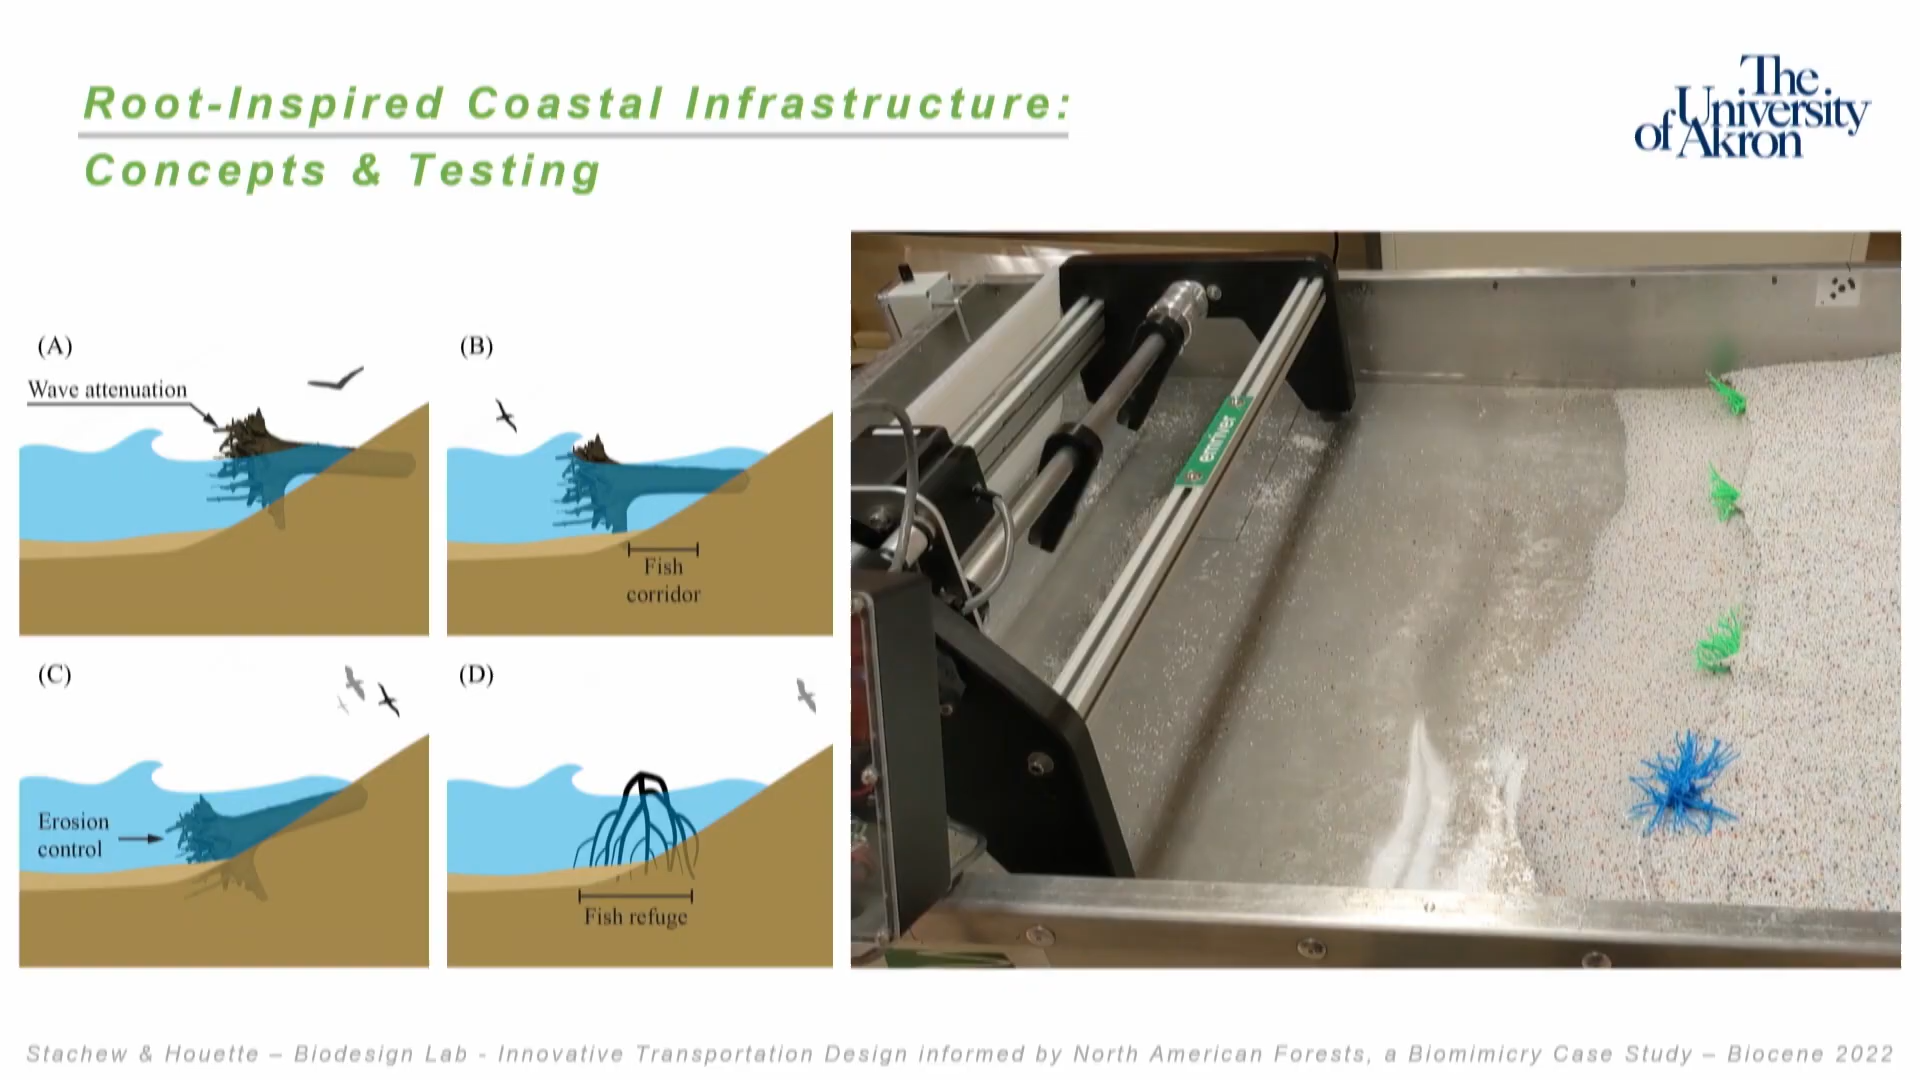 Root-Inspired Coastal Infrastructure:
Concepts & Testing
The
University
of Akron
(A)
Wave attenuation
(B)
Fish
corridor
(C)
Erosion
control
(D)
Fish refuge
emriver
Stachew & Houette – Biodesign Lab - Innovative Transportation Design informed by North American Forests, a Biomimicry Case Study – Biocene 2022